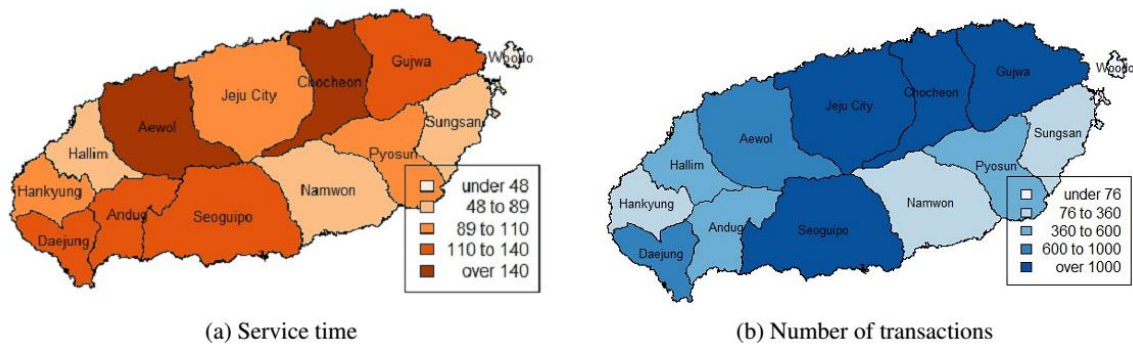 Woodo
Gujwa
Chocheon
Jeju City
Sungsan
Aewol
Hallim
Pyosun
Hankyung
Namwon
Andug
Seoguipo
Daejung
under 48
48 to 89
89 to 110
110 to 140
over 140
(a) Service time
Woodo
Gujwa
Chocheon
Jeju City
Sungsan
Aewol
Hallim
Pyosun
Hankyung
Namwon
Andug
Seoguipo
Daejung
under 76
76 to 360
360 to 600
600 to 1000
over 1000
(b) Number of transactions